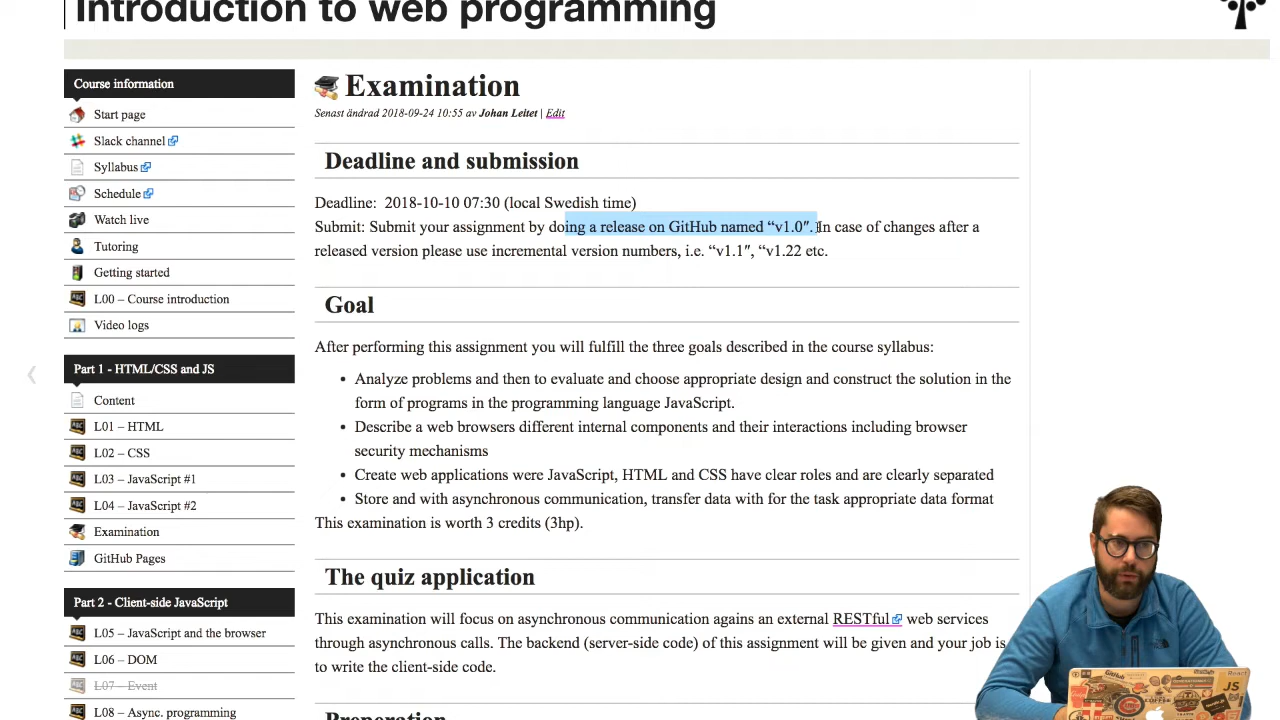 Introduction to web programming
Course information
Start page
Slack channel
Syllabus
Schedule
Watch live
Tutoring
Getting started
L00 – Course introduction
Video logs
Part 1 - HTML/CSS and JS
Content
L01 – HTML
L02 – CSS
L03 – JavaScript #1
L04 – JavaScript #2
Examination
GitHub Pages
Part 2 - Client-side JavaScript
L05 – JavaScript and the browser
L06 – DOM
L07 – Event
L08 – Async. programming
Examination
Senast ändrad 2018-09-24 10:55 av Johan Leitet | Edit
Deadline and submission
Deadline: 2018-10-10 07:30 (local Swedish time)
Submit: Submit your assignment by doing a release on GitHub named “v1.0″. In case of changes after a
released version please use incremental version numbers, i.e. “v1.1″, “v1.22 etc.
Goal
After performing this assignment you will fulfill the three goals described in the course syllabus:
• Analyze problems and then to evaluate and choose appropriate design and construct the solution in the
form of programs in the programming language JavaScript.
• Describe a web browsers different internal components and their interactions including browser
security mechanisms
• Create web applications were JavaScript, HTML and CSS have clear roles and are clearly separated
• Store and with asynchronous communication, transfer data with for the task appropriate data format
This examination is worth 3 credits (3hp).
The quiz application
This examination will focus on asynchronous communication agains an external RESTful web services
through asynchronous calls. The backend (server-side code) of this assignment will be given and your job is
to write the client-side code.
Preparation
GitHub
React
JS